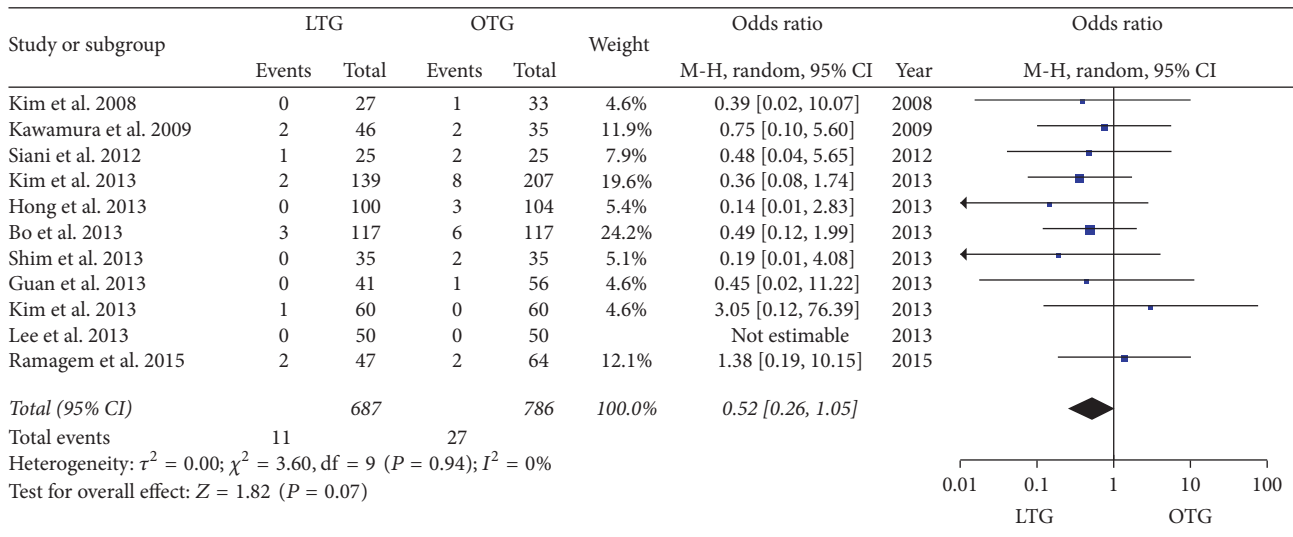 LTG OTG Odds ratio Odds ratio
Study or subgroup Weight
Events Total Events Total M-H, random, 95% CI Year M-H, random, 95% CI
Kim et al. 2008 0 27 1 33 4.6% 0.39 [0.02, 10.07] 2008
Kawamura et al. 2009 2 46 2 35 11.9% 0.75 [0.10, 5.60] 2009
Siani et al. 2012 1 25 2 25 7.9% 0.48 [0.04, 5.65] 2012
Kim et al. 2013 2 139 8 207 19.6% 0.36 [0.08, 1.74] 2013
Hong et al. 2013 0 100 3 104 5.4% 0.14 [0.01, 2.83] 2013
Bo et al. 2013 3 117 6 117 24.2% 0.49 [0.12, 1.99] 2013
Shim et al. 2013 0 35 2 35 5.1% 0.19 [0.01, 4.08] 2013
Guan et al. 2013 0 41 1 56 4.6% 0.45 [0.02, 11.22] 2013
Kim et al. 2013 1 60 0 60 4.6% 3.05 [0.12, 76.39] 2013
Lee et al. 2013 0 50 0 50 Not estimable 2013
Ramagem et al. 2015 2 47 2 64 12.1% 1.38 [0.19, 10.15] 2015
Total (95% CI) 687 786 100.0% 0.52 [0.26, 1.05]
Total events 11 27
Heterogeneity: τ² = 0.00; χ² = 3.60, df = 9 (P = 0.94); I² = 0%
Test for overall effect: Z = 1.82 (P = 0.07)
0.01 0.1 1 10 100
LTG OTG